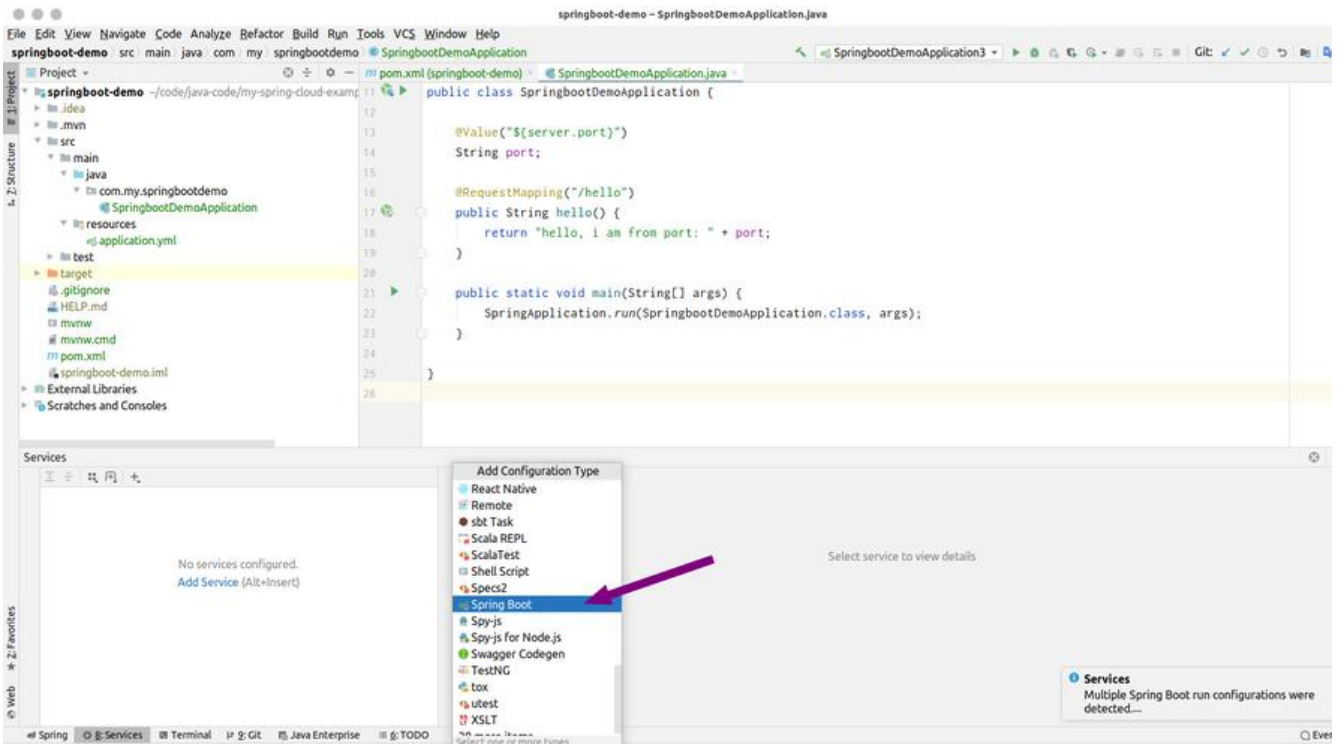 springboot-demo – SpringbootDemoApplication.java
File Edit View Navigate Code Analyze Refactor Build Run Tools VCS Window Help
springboot-demo src main java com my springbootdemo SpringbootDemoApplication
SpringbootDemoApplication3
Git:
Project
pom.xml (springboot-demo)
SpringbootDemoApplication.java
1: Project
Z: Structure
2: Favorites
Web
springboot-demo ~/code/java-code/my-spring-cloud-examp
.idea
.mvn
src
main
java
com.my.springbootdemo
SpringbootDemoApplication
resources
application.yml
test
target
.gitignore
HELP.md
mvnw
mvnw.cmd
pom.xml
springboot-demo.iml
External Libraries
Scratches and Consoles
11 public class SpringbootDemoApplication {
12
13 @Value("${server.port}")
14 String port;
15
16 @RequestMapping("/hello")
17 public String hello() {
18 return "hello, i am from port: " + port;
19 }
20
21 public static void main(String[] args) {
22 SpringApplication.run(SpringbootDemoApplication.class, args);
23 }
24
25 }
26
Services
No services configured.
Add Service (Alt+Insert)
Add Configuration Type
React Native
Remote
sbt Task
Scala REPL
ScalaTest
Shell Script
Specs2
Spring Boot
Spy-js
Spy-js for Node.js
Swagger Codegen
TestNG
tox
utest
XSLT
more items
Select one or more types
Select service to view details
Services
Multiple Spring Boot run configurations were
detected....
Spring 8: Services Terminal 9: Git Java Enterprise 6: TODO
Even